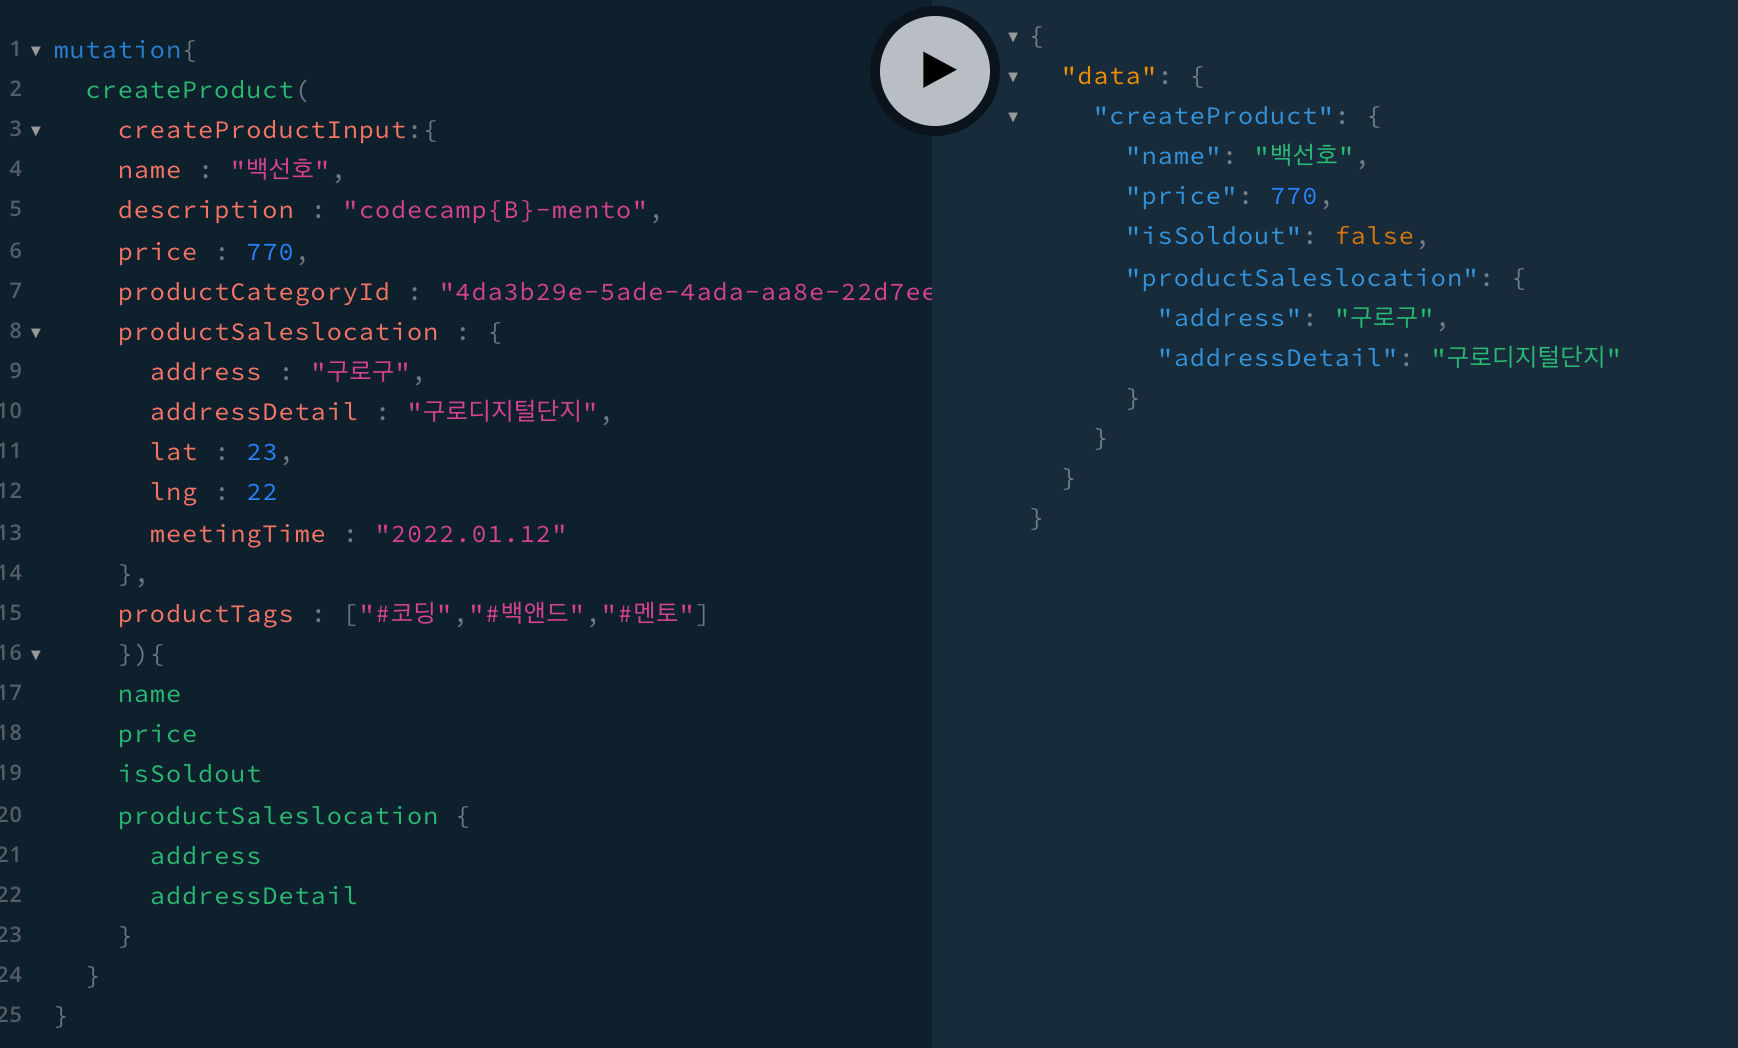 1 mutation{
2 createProduct(
3 createProductInput:{
4 name : "백선호",
5 description : "codecamp{B}-mento",
6 price : 770,
7 productCategoryId : "4da3b29e-5ade-4ada-aa8e-22d7ee
8 productSaleslocation : {
9 address : "구로구",
10 addressDetail : "구로디지털단지",
11 lat : 23,
12 lng : 22
13 meetingTime : "2022.01.12"
14 },
15 productTags : ["#코딩","#백앤드","#멘토"]
16 }){
17 name
18 price
19 isSoldout
20 productSaleslocation {
21 address
22 addressDetail
23 }
24 }
25 }
{
"data": {
"createProduct": {
"name": "백선호",
"price": 770,
"isSoldout": false,
"productSaleslocation": {
"address": "구로구",
"addressDetail": "구로디지털단지"
}
}
}
}